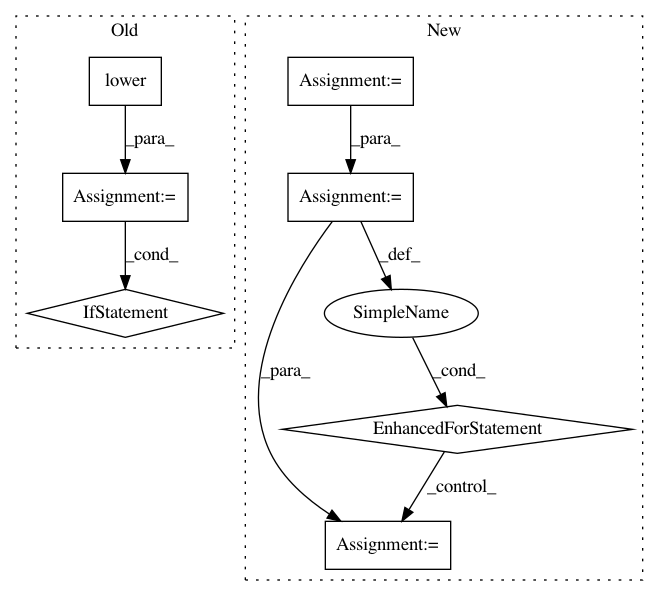 Old
New
lower
Assignment:=
_para_
_para_
Assignment:=
Assignment:=
_cond_
_def_
IfStatement
SimpleName
_para_
_cond_
EnhancedForStatement
_control_
Assignment:=